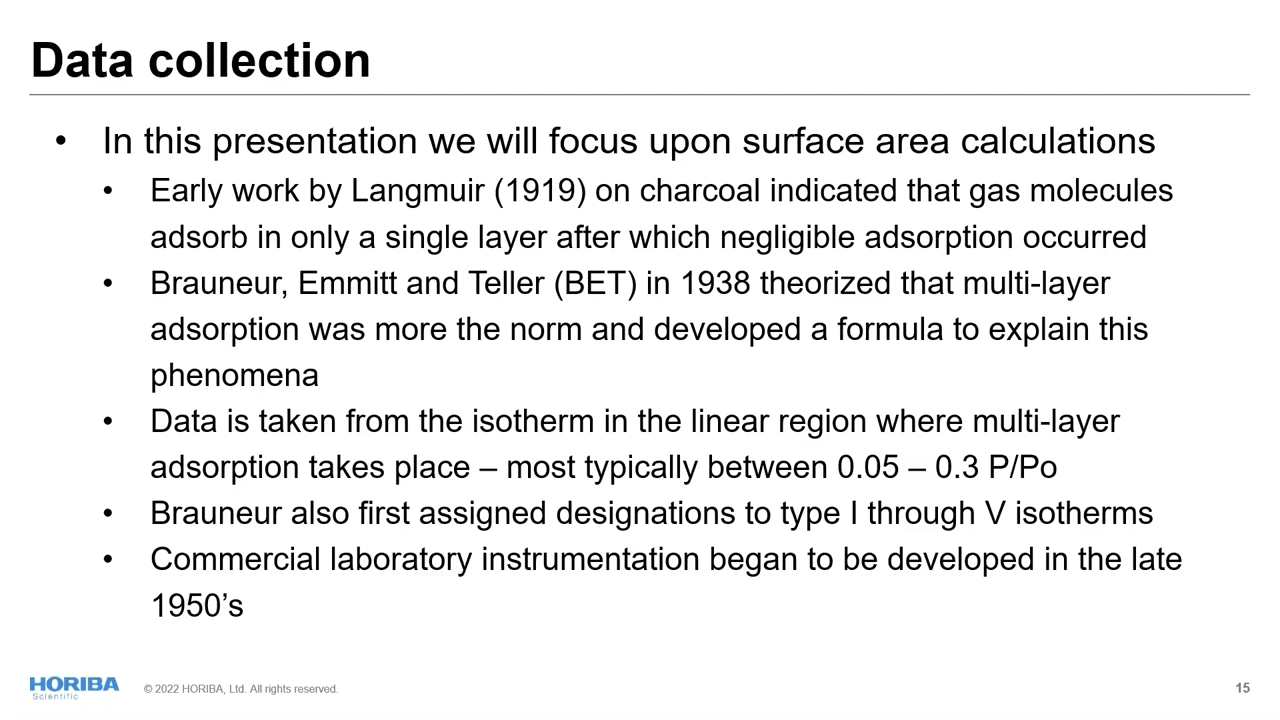 Data collection
• In this presentation we will focus upon surface area calculations
• Early work by Langmuir (1919) on charcoal indicated that gas molecules
adsorb in only a single layer after which negligible adsorption occurred
• Brauneur, Emmitt and Teller (BET) in 1938 theorized that multi-layer
adsorption was more the norm and developed a formula to explain this
phenomena
• Data is taken from the isotherm in the linear region where multi-layer
adsorption takes place – most typically between 0.05 – 0.3 P/Po
• Brauneur also first assigned designations to type I through V isotherms
• Commercial laboratory instrumentation began to be developed in the late
1950’s
HORIBA
Scientific
© 2022 HORIBA, Ltd. All rights reserved.
15